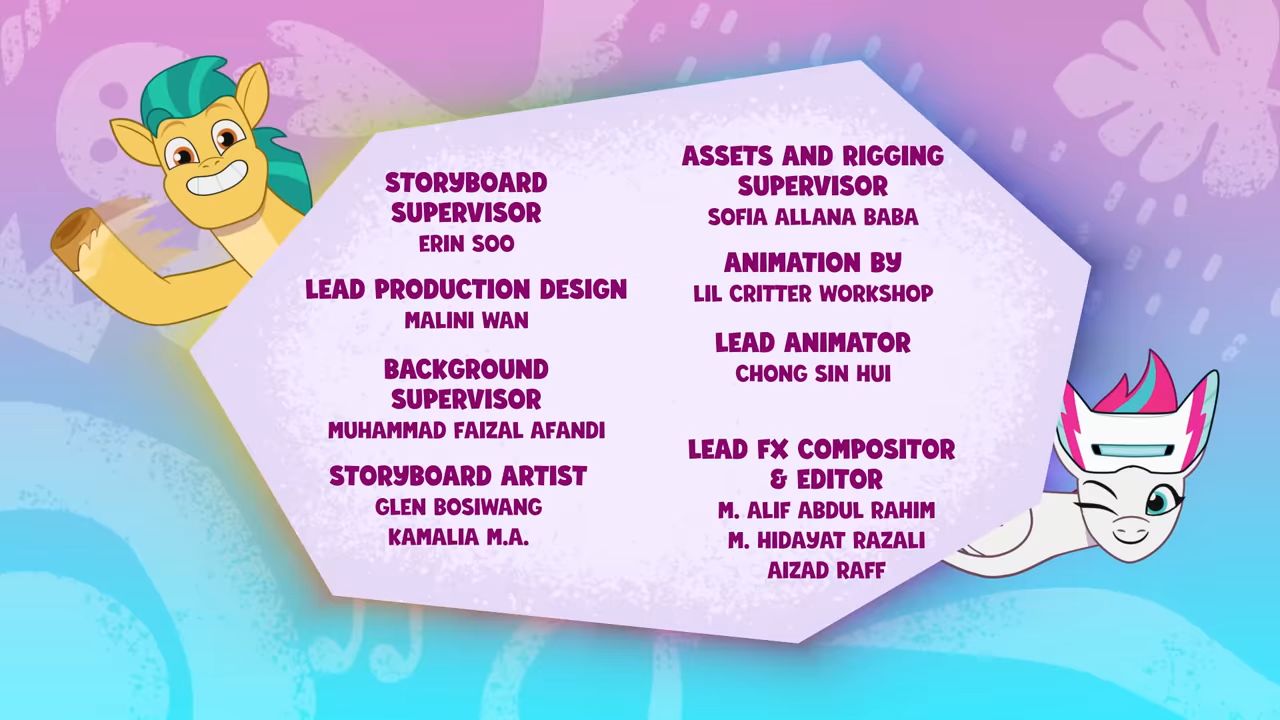 STORYBOARD
SUPERVISOR
ERIN SOO
LEAD PRODUCTION DESIGN
MALINI WAN
BACKGROUND
SUPERVISOR
MUHAMMAD FAIZAL AFANDI
STORYBOARD ARTIST
GLEN BOSIWANG
KAMALIA M.A.
ASSETS AND RIGGING
SUPERVISOR
SOFIA ALLANA BABA
ANIMATION BY
LIL CRITTER WORKSHOP
LEAD ANIMATOR
CHONG SIN HUI
LEAD FX COMPOSITOR
& EDITOR
M. ALIF ABDUL RAHIM
M. HIDAYAT RAZALI
AIZAD RAFF